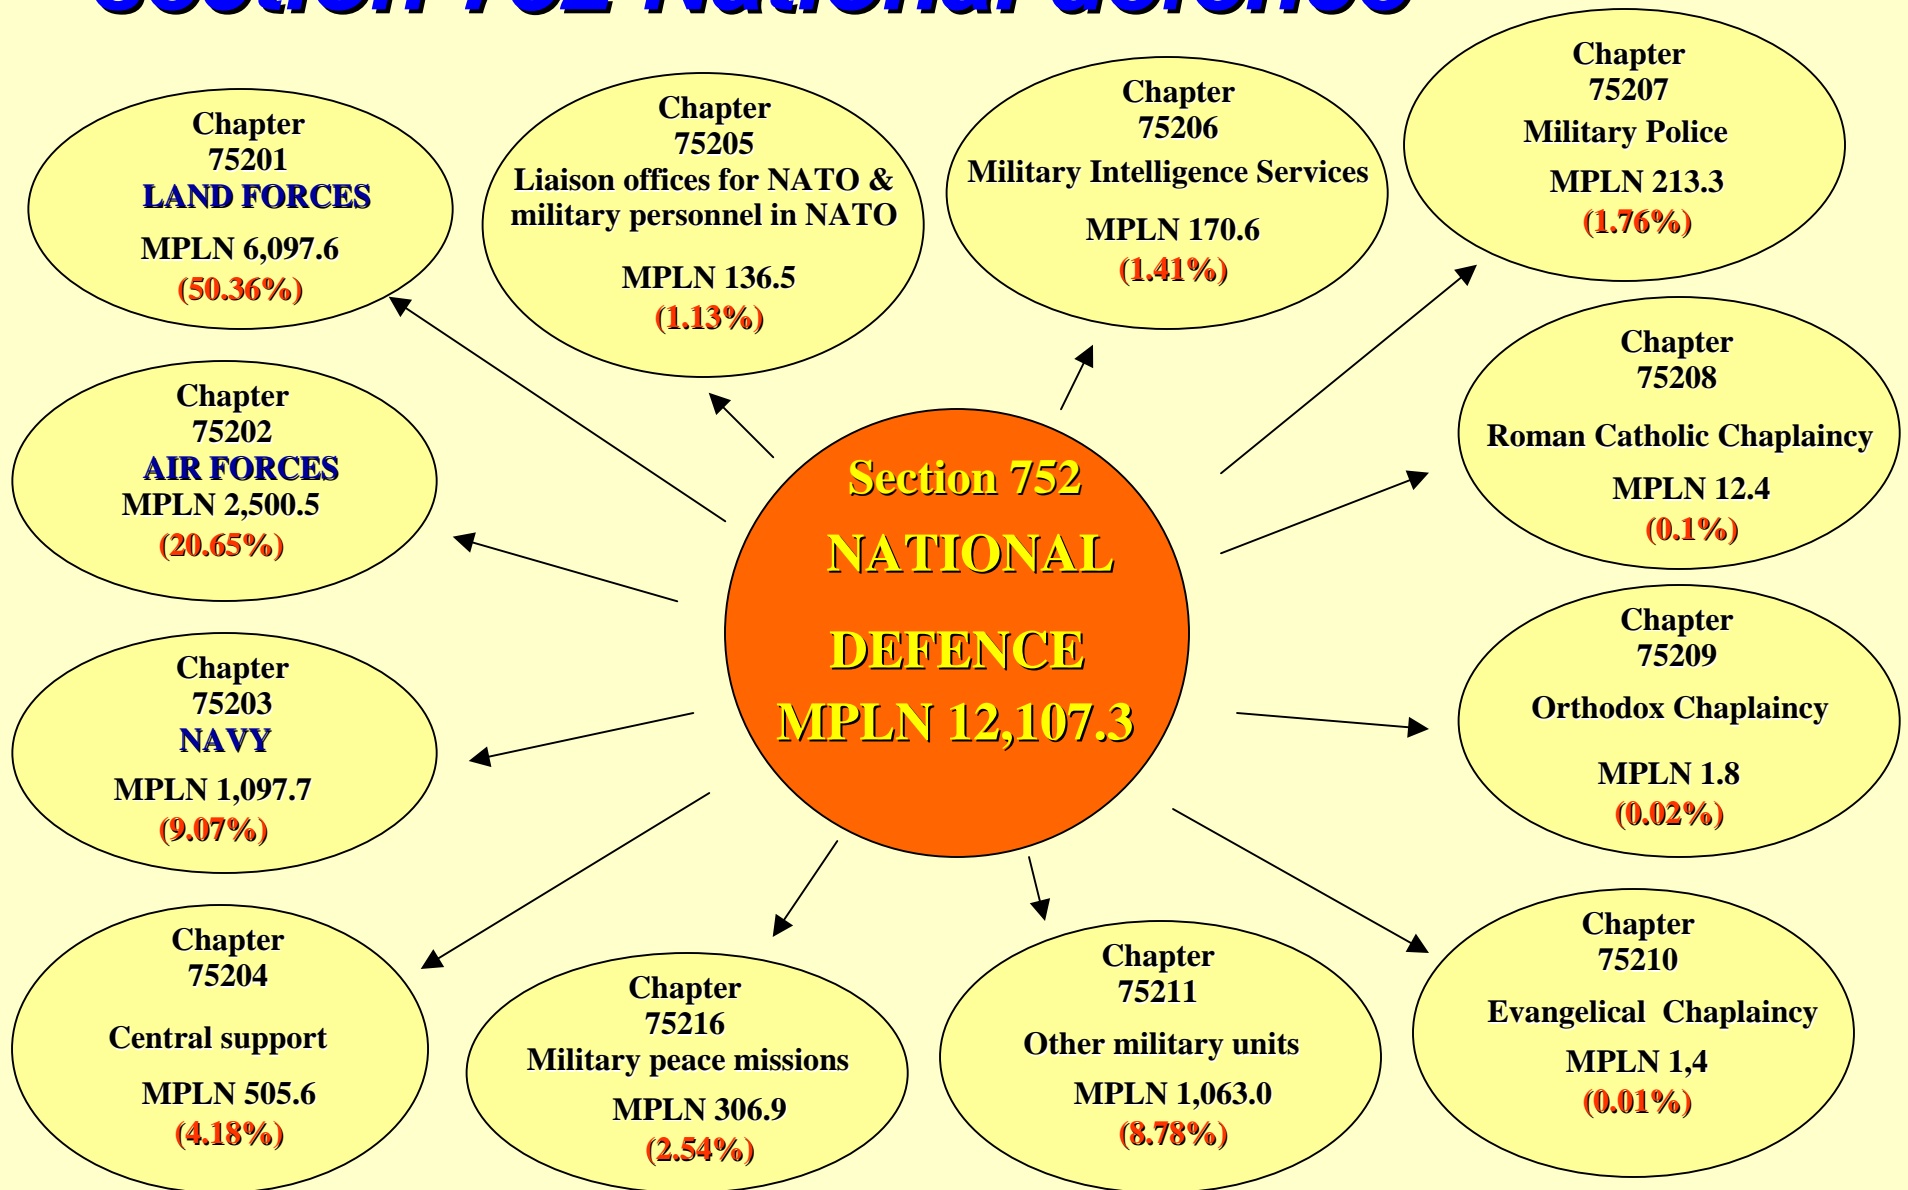 Section 752 National defence
Chapter
75201
LAND FORCES
MPLN 6,097.6
(50.36%)
Chapter
75205
Liaison offices for NATO &
military personnel in NATO
MPLN 136.5
(1.13%)
Chapter
75206
Military Intelligence Services
MPLN 170.6
(1.41%)
Chapter
75207
Military Police
MPLN 213.3
(1.76%)
Chapter
75202
AIR FORCES
MPLN 2,500.5
(20.65%)
Section 752
NATIONAL
DEFENCE
MPLN 12,107.3
Chapter
75208
Roman Catholic Chaplaincy
MPLN 12.4
(0.1%)
Chapter
75203
NAVY
MPLN 1,097.7
(9.07%)
Chapter
75209
Orthodox Chaplaincy
MPLN 1.8
(0.02%)
Chapter
75204
Central support
MPLN 505.6
(4.18%)
Chapter
75216
Military peace missions
MPLN 306.9
(2.54%)
Chapter
75211
Other military units
MPLN 1,063.0
(8.78%)
Chapter
75210
Evangelical  Chaplaincy
MPLN 1,4
(0.01%)